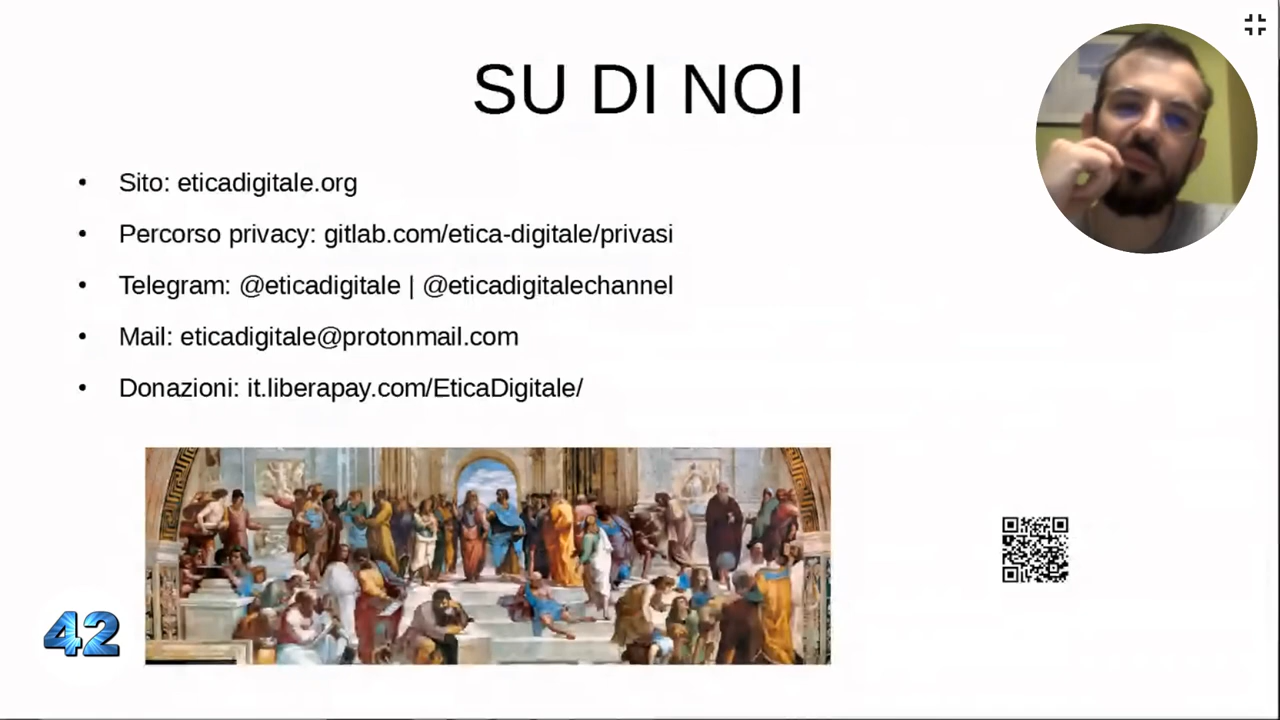 SU DI NOI
Sito: eticadigitale.org
Percorso privacy: gitlab.com/etica-digitale/privasi
Telegram: @eticadigitale | @eticadigitalechannel
Mail: eticadigitale@protonmail.com
Donazioni: it.liberapay.com/EticaDigitale/
42